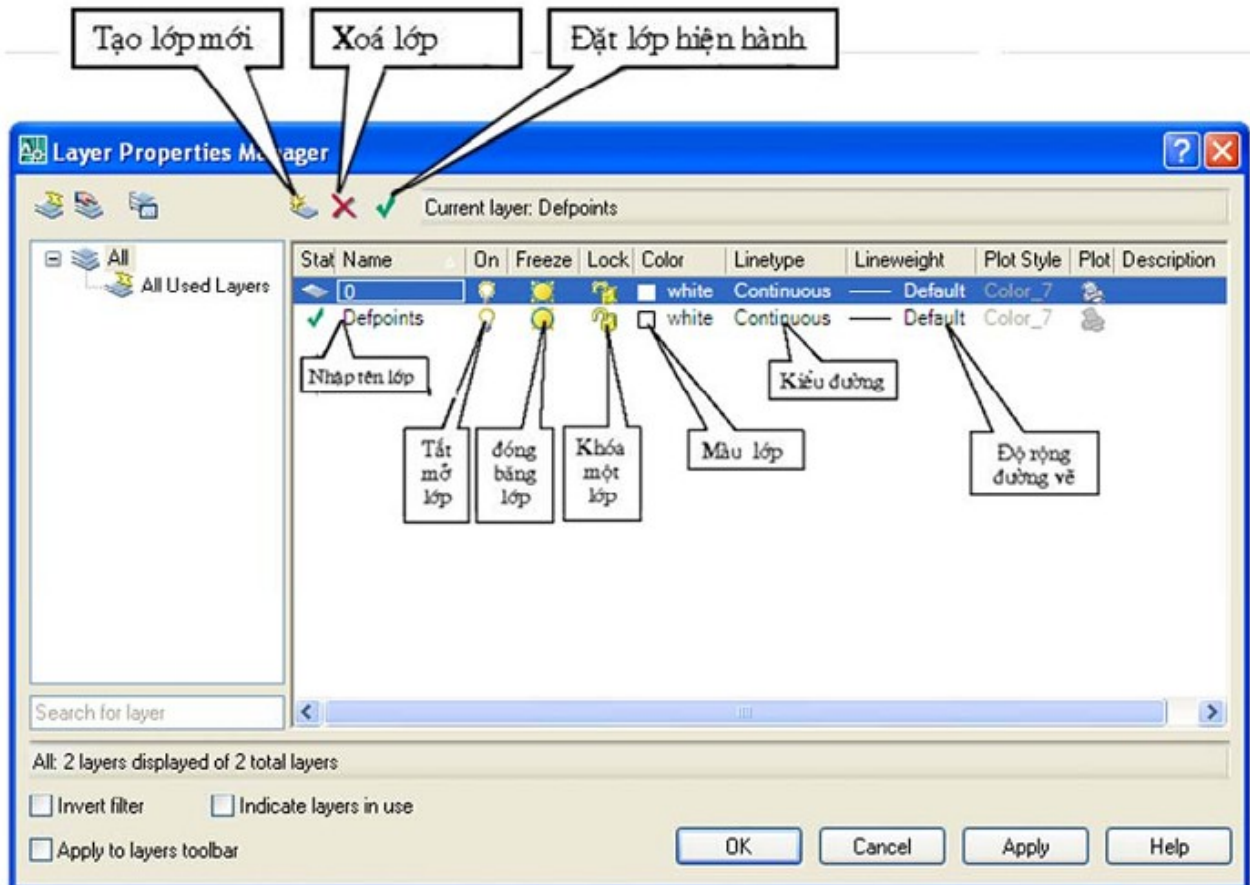 Tạo lớp mới
Xoá lớp
Đặt lớp hiện hành
Layer Properties Manager
Current layer: Defpoints
All
All Used Layers
Stat Name On Freeze Lock Color Linetype Lineweight Plot Style Plot Description
0 white Continuous Default Color_7
Defpoints white Continuous Default Color_7
Nhập tên lớp
Kiểu đường
Tắt
mở
lớp
đóng
băng
lớp
Khóa
một
lớp
Màu lớp
Độ rộng
đường vẽ
Search for layer
All: 2 layers displayed of 2 total layers
Invert filter
Indicate layers in use
Apply to layers toolbar
OK
Cancel
Apply
Help